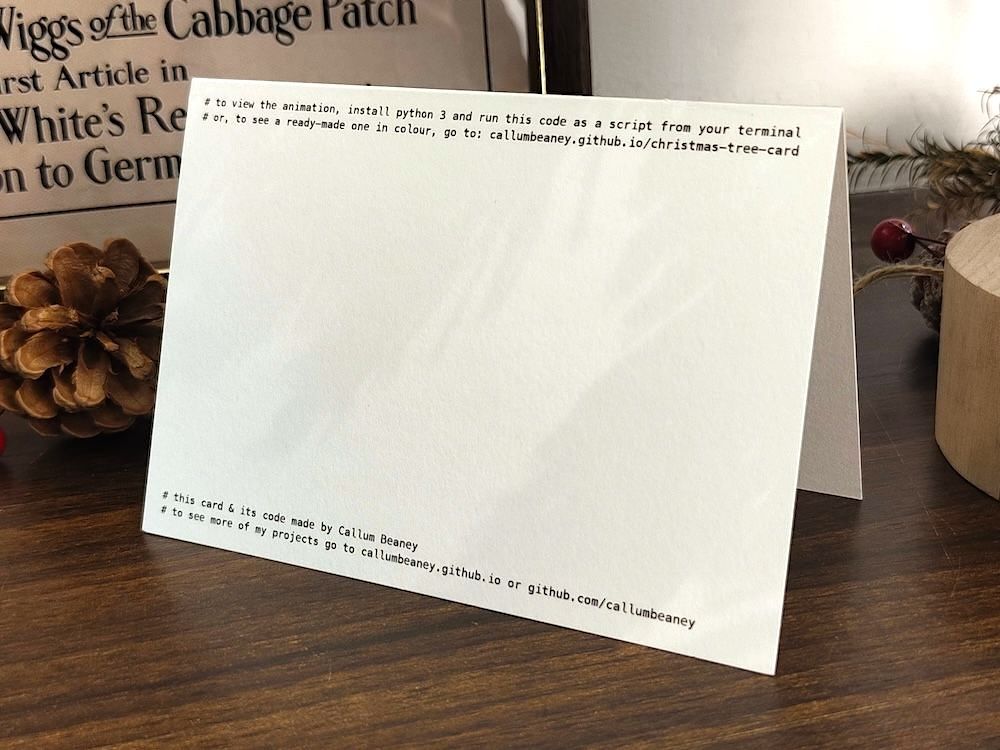 Wiggs of the Cabbage Patch
First Article in
White's Re
on to Germ
# to view the animation, install python 3 and run this code as a script from your terminal
# or, to see a ready-made one in colour, go to: callumbeaney.github.io/christmas-tree-card
# this card & its code made by Callum Beaney
# to see more of my projects go to callumbeaney.github.io or github.com/callumbeaney